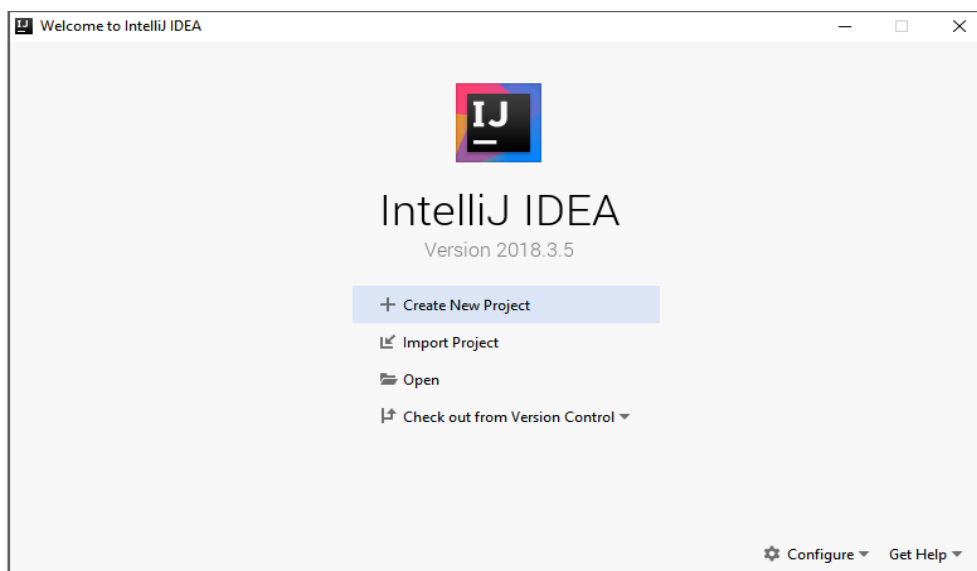 Welcome to IntelliJ IDEA
IJ
IntelliJ IDEA
Version 2018.3.5
Create New Project
Import Project
Open
Check out from Version Control
Configure Get Help